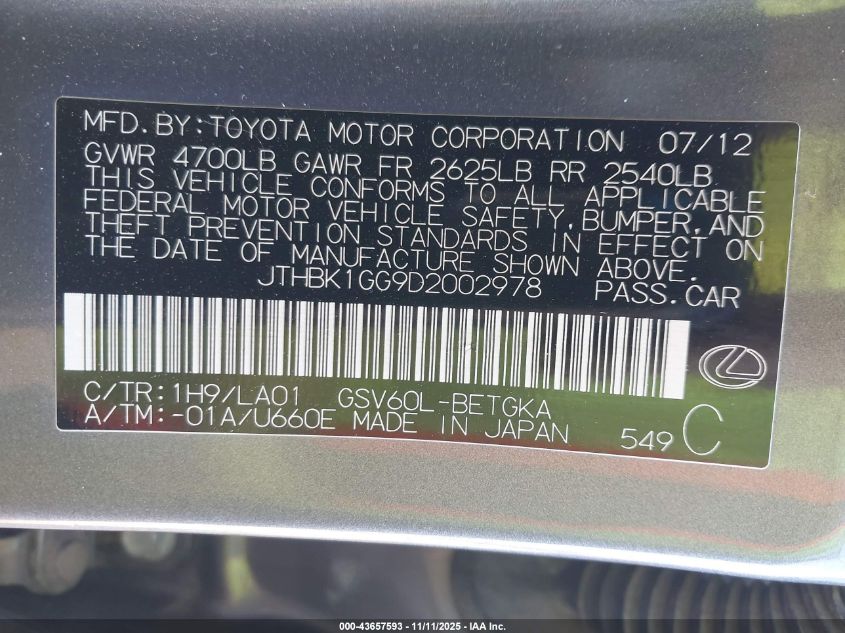 MFD. BY: TOYOTA MOTOR CORPORATION 07/12
GVWR 4700LB GAWR FR 2625LB RR 2540LB
THIS VEHICLE CONFORMS TO ALL APPLICABLE
FEDERAL MOTOR VEHICLE SAFETY, BUMPER, AND
THEFT PREVENTION STANDARDS IN EFFECT ON
THE DATE OF MANUFACTURE SHOWN ABOVE.
JTHBK1GG9D2002978 PASS. CAR
C/TR: 1H9/LA01 GSV60L-BETGKA
A/TM: -01A/U660E MADE IN JAPAN 549 C
000-43657593 - 11/11/2025 - IAA Inc.